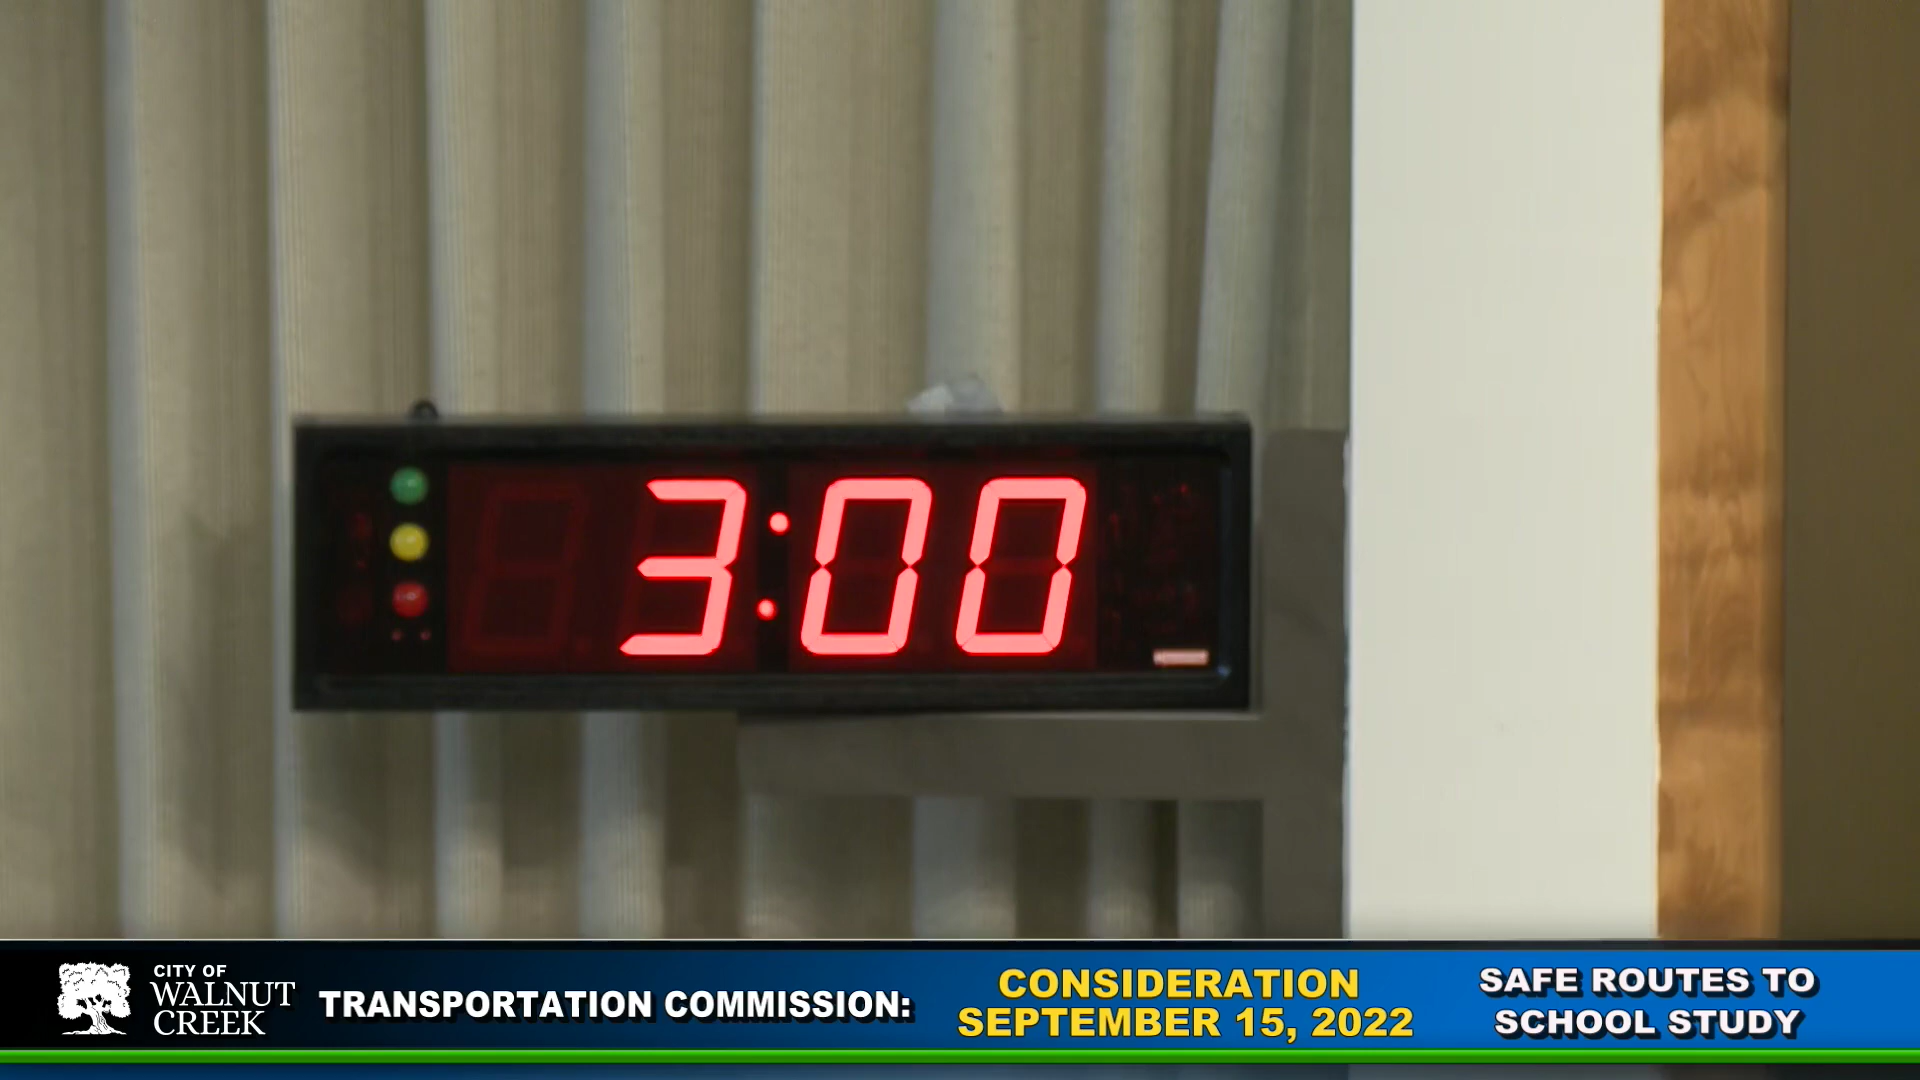 3:00
CITY OF
WALNUT
CREEK
TRANSPORTATION COMMISSION:
CONSIDERATION
SEPTEMBER 15, 2022
SAFE ROUTES TO
SCHOOL STUDY